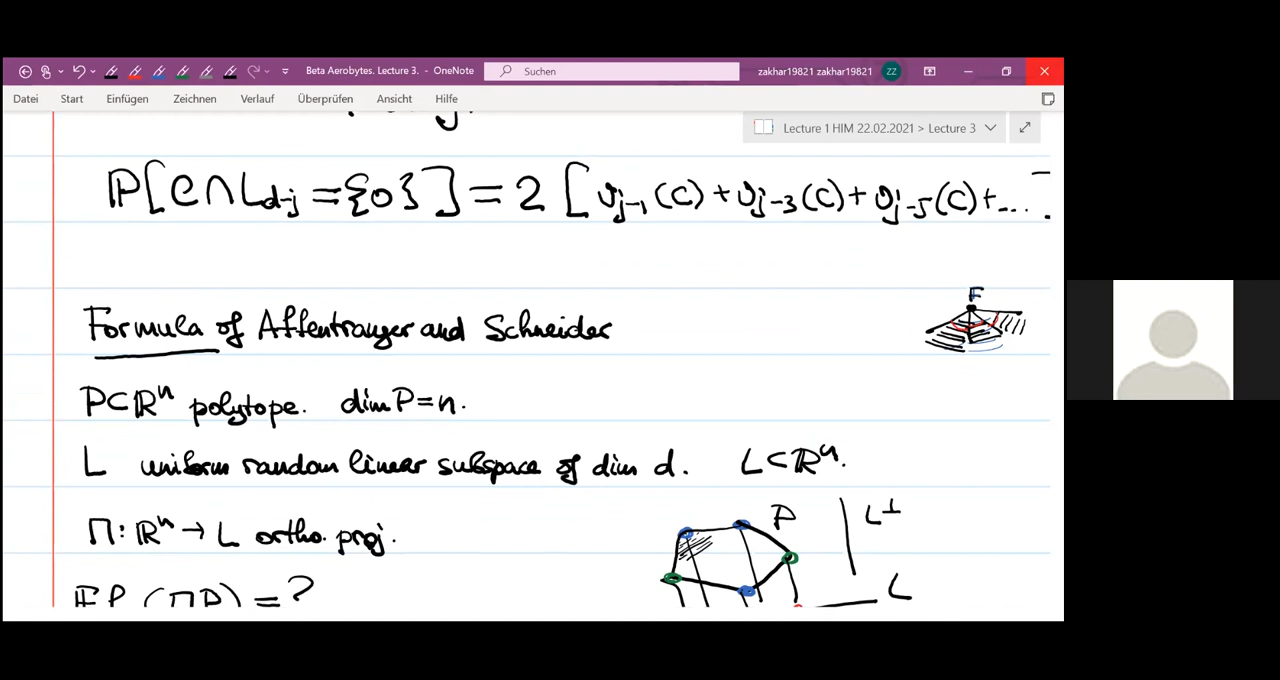 Beta Aerobytes. Lecture 3. - OneNote
Suchen
zakhar19821 zakhar19821 ZZ
Datei Start Einfügen Zeichnen Verlauf Überprüfen Ansicht Hilfe
Lecture 1 HIM 22.02.2021 > Lecture 3
P[C∩L_{d-j} = {0}] = 2 [υ_{j-1}(C) + υ_{j-3}(C) + υ_{j-5}(C) + ....
F
Formula of Affentranger and Schneider
P⊂ℝⁿ polytope. dim P = n.
L uniform random linear subspace of dim d. L⊂ℝⁿ.
Π: ℝⁿ → L ortho. proj.
P L⊥
L
(ΠP) = ?